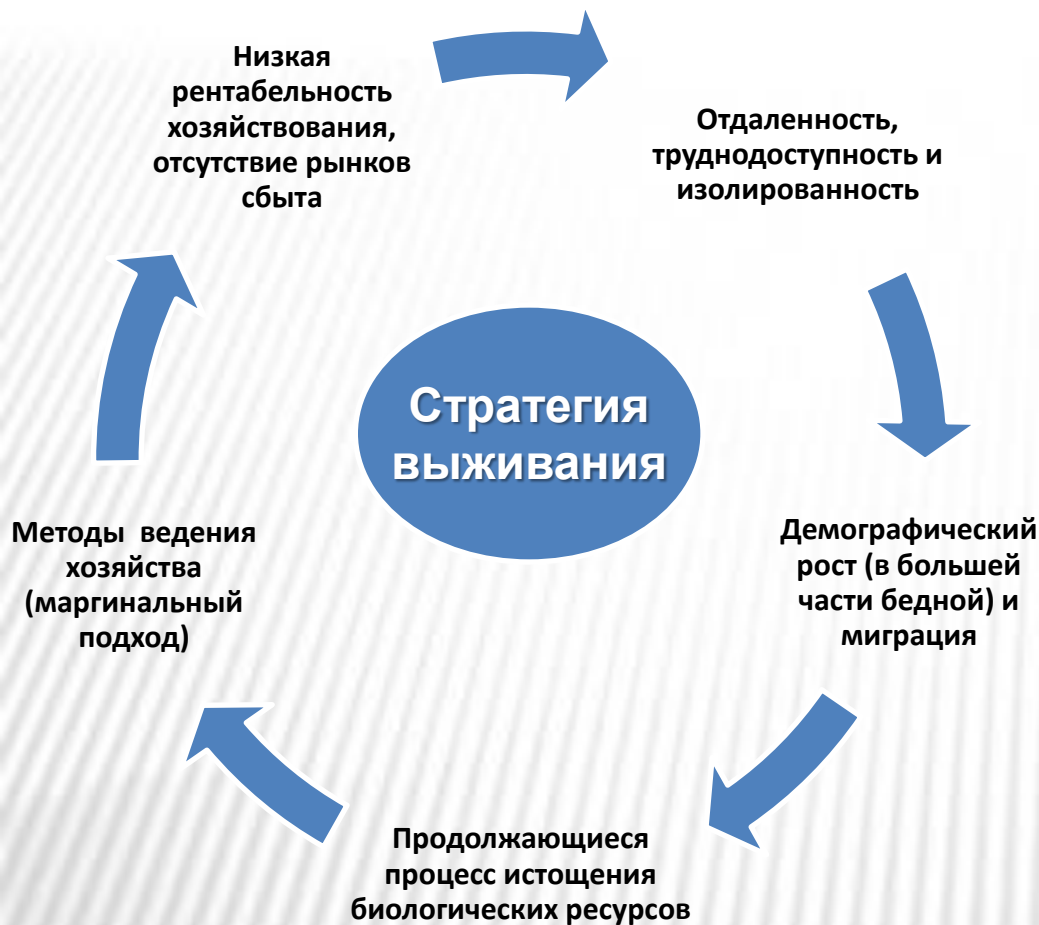 Низкая
рентабельность
хозяйствования,
отсутствие рынков
сбыта
Отдаленность,
труднодоступность и
изолированность
Стратегия
выживания
Демографический
рост (в большей
части бедной) и
миграция
Продолжающиеся
процесс истощения
биологических ресурсов
Методы ведения
хозяйства
(маргинальный
подход)